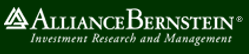 ALLIANCEBERNSTEIN®
Investment Research and Management